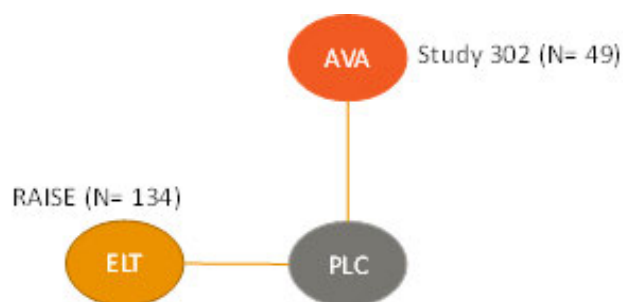 AVA
Study 302 (N= 49)
RAISE (N= 134)
ELT
PLC